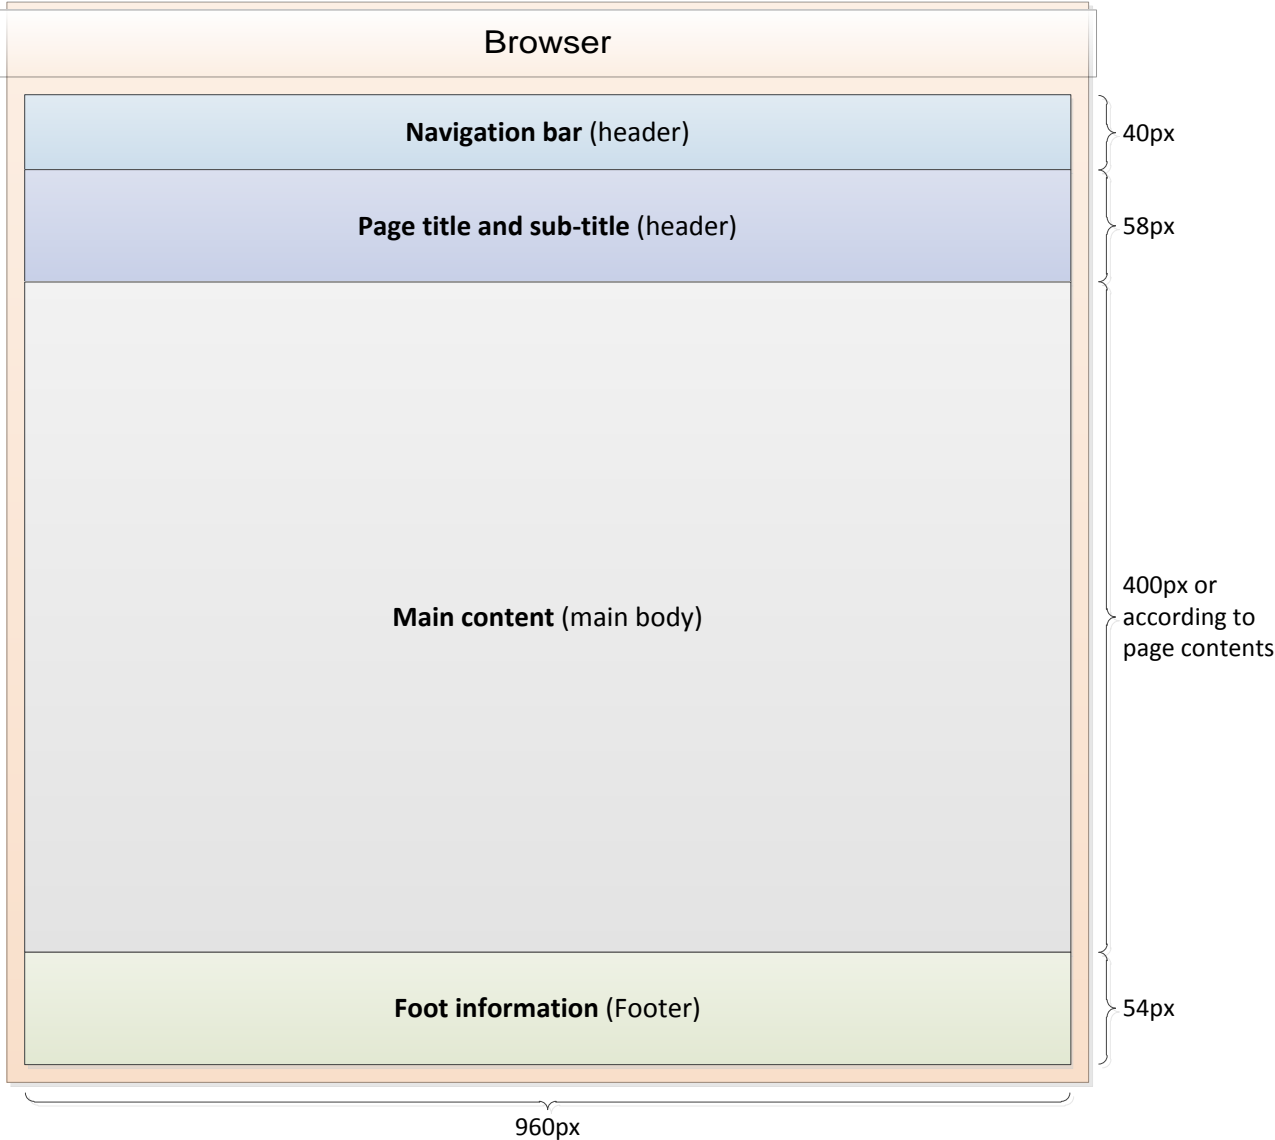 Browser
Navigation bar (header)
40px
Page title and sub-title (header)
58px
Main content (main body)
400px or
according to
page contents
Foot information (Footer)
54px
960px